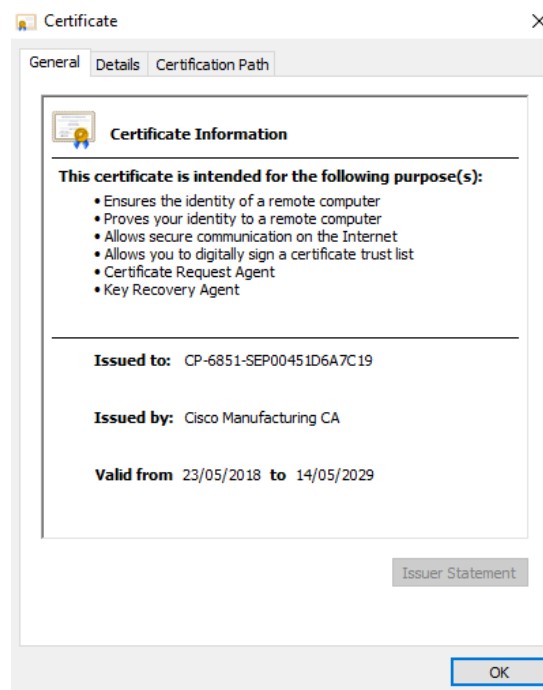 Certificate
General Details Certification Path
Certificate Information
This certificate is intended for the following purpose(s):
• Ensures the identity of a remote computer
• Proves your identity to a remote computer
• Allows secure communication on the Internet
• Allows you to digitally sign a certificate trust list
• Certificate Request Agent
• Key Recovery Agent
Issued to: CP-6851-SEP00451D6A7C19
Issued by: Cisco Manufacturing CA
Valid from 23/05/2018 to 14/05/2029
Issuer Statement
OK